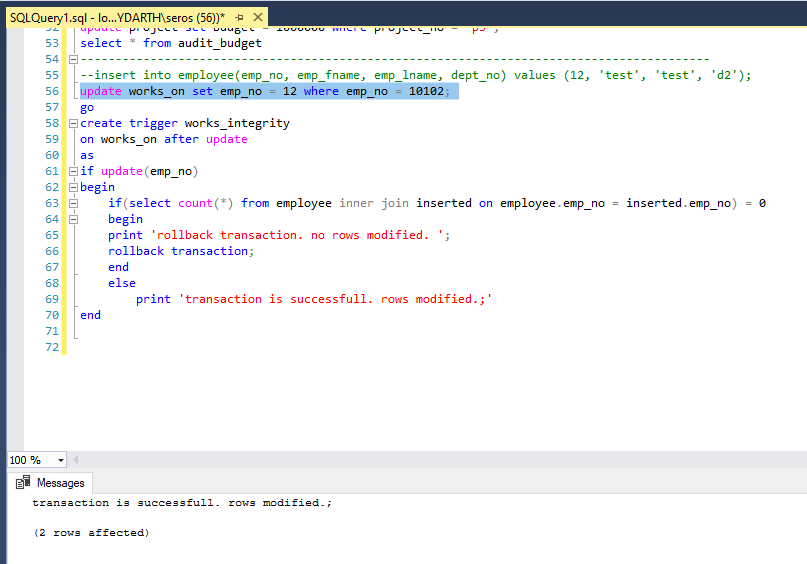 SQLQuery1.sql - lo...YDARTH\seros (56))*
52 update project set budget = 1000000 where project_no = 'p3';
53 select * from audit_budget
54 --------------------------------------------------------------------------------------
55 --insert into employee(emp_no, emp_fname, emp_lname, dept_no) values (12, 'test', 'test', 'd2');
56 update works_on set emp_no = 12 where emp_no = 10102;
57 go
58 create trigger works_integrity
59 on works_on after update
60 as
61 if update(emp_no)
62 begin
63 if(select count(*) from employee inner join inserted on employee.emp_no = inserted.emp_no) = 0
64 begin
65 print 'rollback transaction. no rows modified. ';
66 rollback transaction;
67 end
68 else
69 print 'transaction is successfull. rows modified.;'
70 end
71
72
100 %
Messages
transaction is successfull. rows modified.;
(2 rows affected)